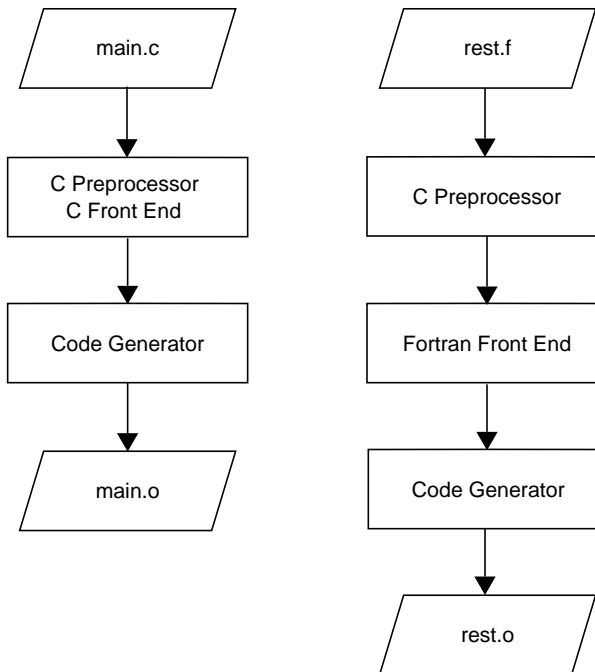 main.c
C Preprocessor
C Front End
Code Generator
main.o
rest.f
C Preprocessor
Fortran Front End
Code Generator
rest.o